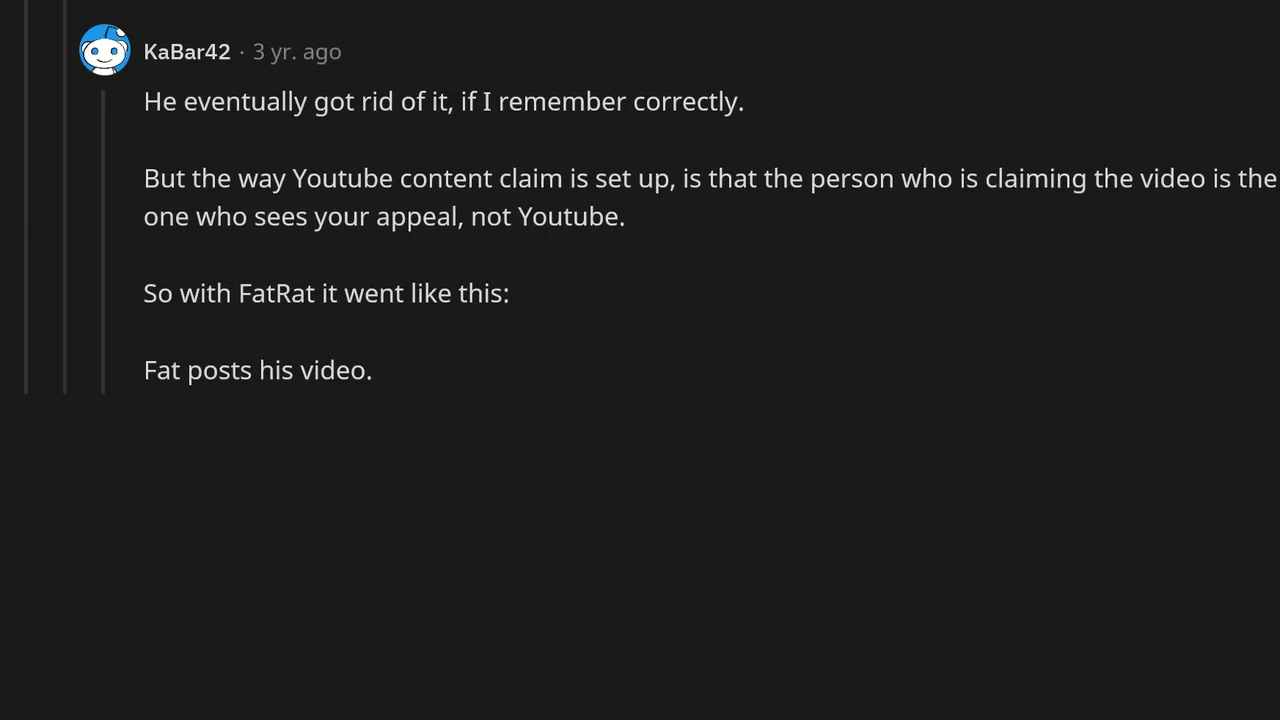 KaBar42 · 3 yr. ago
He eventually got rid of it, if I remember correctly.
But the way Youtube content claim is set up, is that the person who is claiming the video is the
one who sees your appeal, not Youtube.
So with FatRat it went like this:
Fat posts his video.